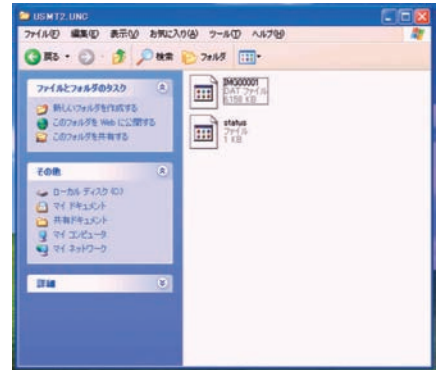 USMT2.UNC
ファイル(F) 編集(E) 表示(V) お気に入り(A) ツール(T) ヘルプ(H)
戻る 検索 フォルダ
ファイルとフォルダのタスク
新しいフォルダを作成する
このフォルダを Web に公開する
このフォルダを共有する
その他
ローカル ディスク (C:)
マイ ドキュメント
共有ドキュメント
マイ コンピュータ
マイ ネットワーク
詳細
IMG00001
DAT ファイル
6,158 KB
status
ファイル
1 KB